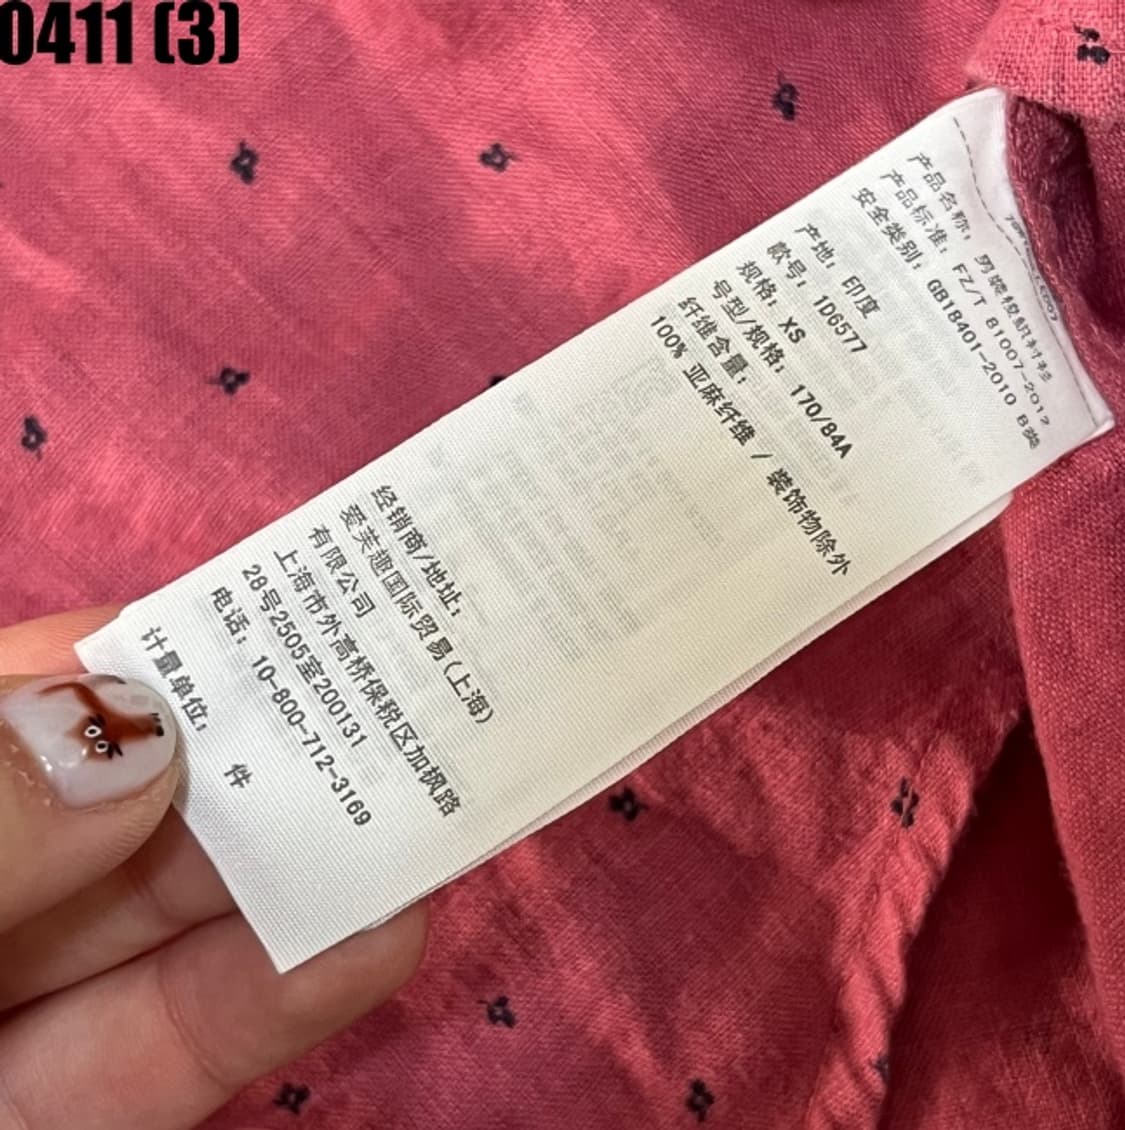 0411 (3)
产品名称: 男装梭织衬衫
产品标准: FZ/T 81007-2012
安全类别: GB18401-2010 B类
产地: 印度
款号: 1D6577
规格: XS
号型/规格: 170/84A
纤维含量:
100% 亚麻纤维 / 装饰物除外
经销商/地址:
爱芙趣国际贸易(上海)
有限公司
上海市外高桥保税区加枫路
28号2505室200131
电话: 10-800-712-3169
计量单位: 件